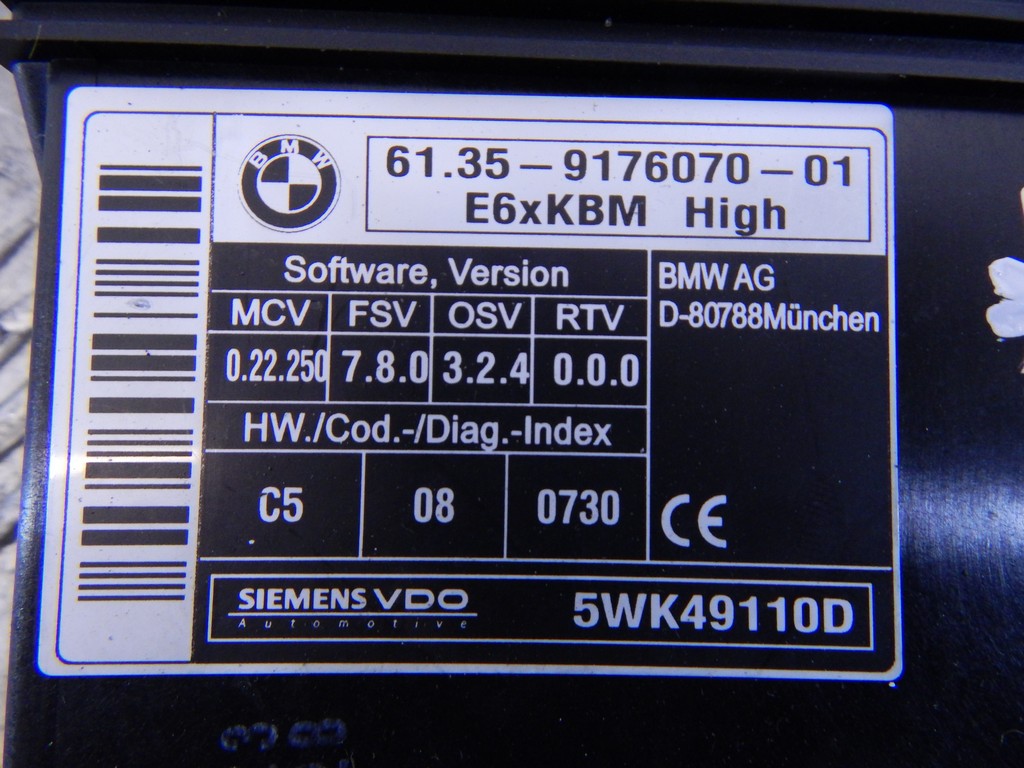 BMW
61.35-9176070-01
E6xKBM High
Software, Version
MCV FSV OSV RTV
0.22.250 7.8.0 3.2.4 0.0.0
HW./Cod.-/Diag.-Index
C5 08 0730
BMW AG
D-80788München
CE
SIEMENS VDO
Automotive
5WK49110D